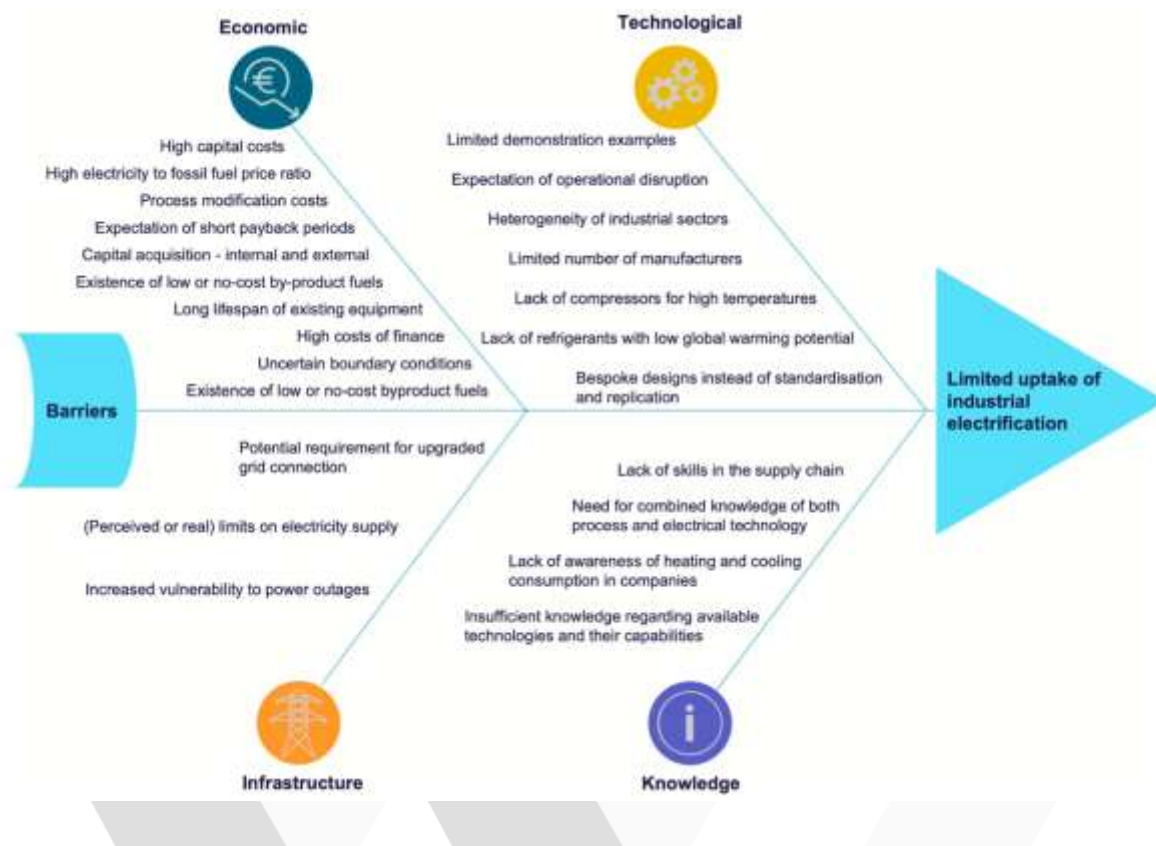 Economic
High capital costs
High electricity to fossil fuel price ratio
Process modification costs
Expectation of short payback periods
Capital acquisition - internal and external
Existence of low or no-cost by-product fuels
Long lifespan of existing equipment
High costs of finance
Uncertain boundary conditions
Existence of low or no-cost byproduct fuels
Technological
Limited demonstration examples
Expectation of operational disruption
Heterogeneity of industrial sectors
Limited number of manufacturers
Lack of compressors for high temperatures
Lack of refrigerants with low global warming potential
Bespoke designs instead of standardisation
and replication
Barriers
Limited uptake of
industrial
electrification
Potential requirement for upgraded
grid connection
(Perceived or real) limits on electricity supply
Increased vulnerability to power outages
Infrastructure
Lack of skills in the supply chain
Need for combined knowledge of both
process and electrical technology
Lack of awareness of heating and cooling
consumption in companies
Insufficient knowledge regarding available
technologies and their capabilities
Knowledge